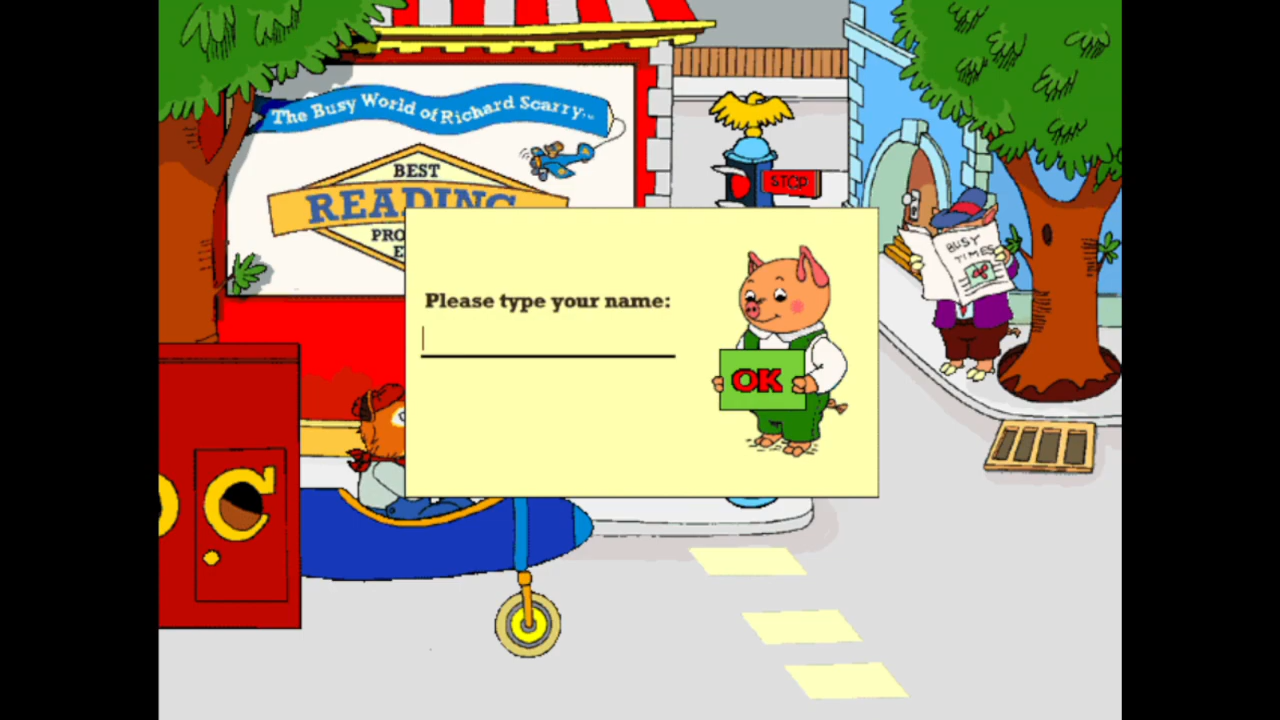 The Busy World of Richard Scarry...
BEST
READING
STOP
BUSY
TIMES
Please type your name:
OK
C